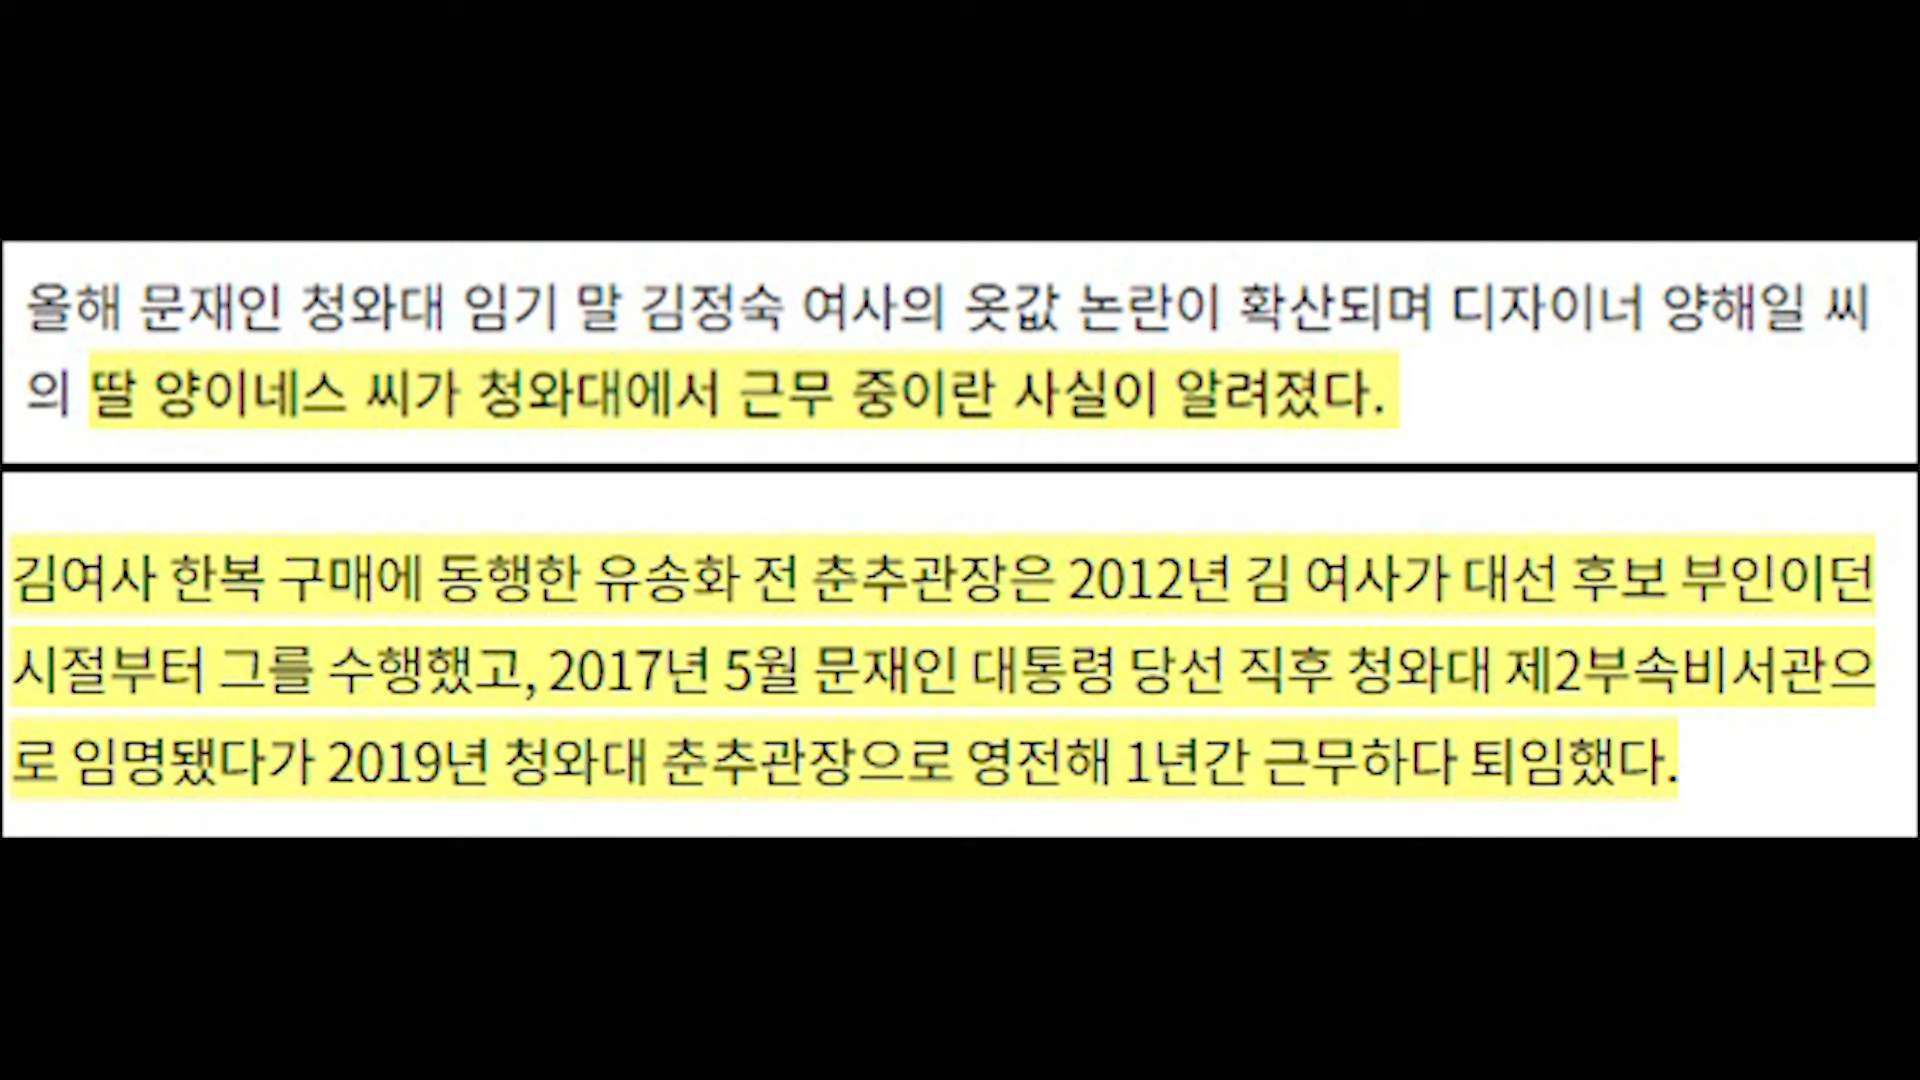 올해 문재인 청와대 임기 말 김정숙 여사의 옷값 논란이 확산되며 디자이너 양해일 씨
의 딸 양이네스 씨가 청와대에서 근무 중이란 사실이 알려졌다.
김여사 한복 구매에 동행한 유송화 전 춘추관장은 2012년 김 여사가 대선 후보 부인이던
시절부터 그를 수행했고, 2017년 5월 문재인 대통령 당선 직후 청와대 제2부속비서관으
로 임명됐다가 2019년 청와대 춘추관장으로 영전해 1년간 근무하다 퇴임했다.